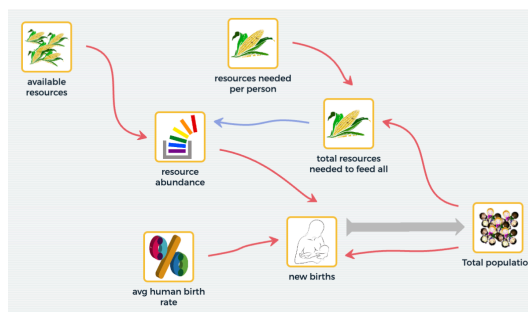 available
resources
resources needed
per person
resource
abundance
total resources
needed to feed all
avg human birth
rate
new births
Total populatio